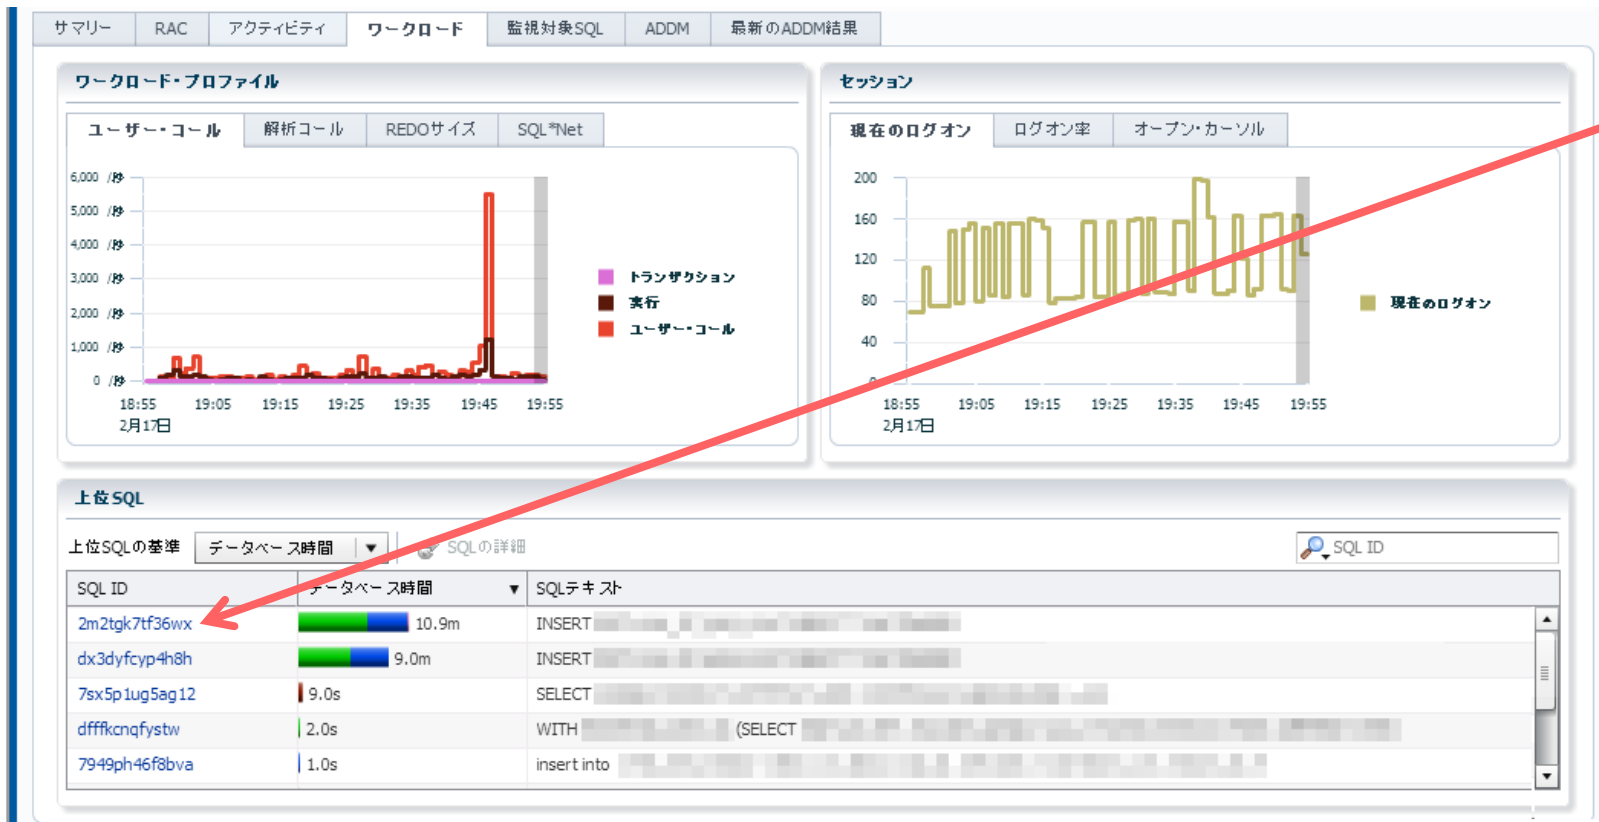 サマリー RAC アクティビティ ワークロード 監視対象SQL ADDM 最新のADDM結果
ワークロード・プロファイル
ユーザー・コール 解析コール REDOサイズ SQL*Net
6,000 /秒
5,000 /秒
4,000 /秒
3,000 /秒
2,000 /秒
1,000 /秒
0 /秒
18:55 19:05 19:15 19:25 19:35 19:45 19:55
2月17日
トランザクション
実行
ユーザー・コール
セッション
現在のログオン ログオン率 オープン・カーソル
200
160
120
80
40
0
18:55 19:05 19:15 19:25 19:35 19:45 19:55
2月17日
現在のログオン
上位SQL
上位SQLの基準 データベース時間 SQLの詳細 SQL ID
SQL ID データベース時間 SQLテキスト
2m2tgk7tf36wx 10.9m INSERT
dx3dyfcyp4h8h 9.0m INSERT
7sx5p1ug5ag12 9.0s SELECT
dfffkcnqfystw 2.0s WITH (SELECT
7949ph46f8bva 1.0s insert into